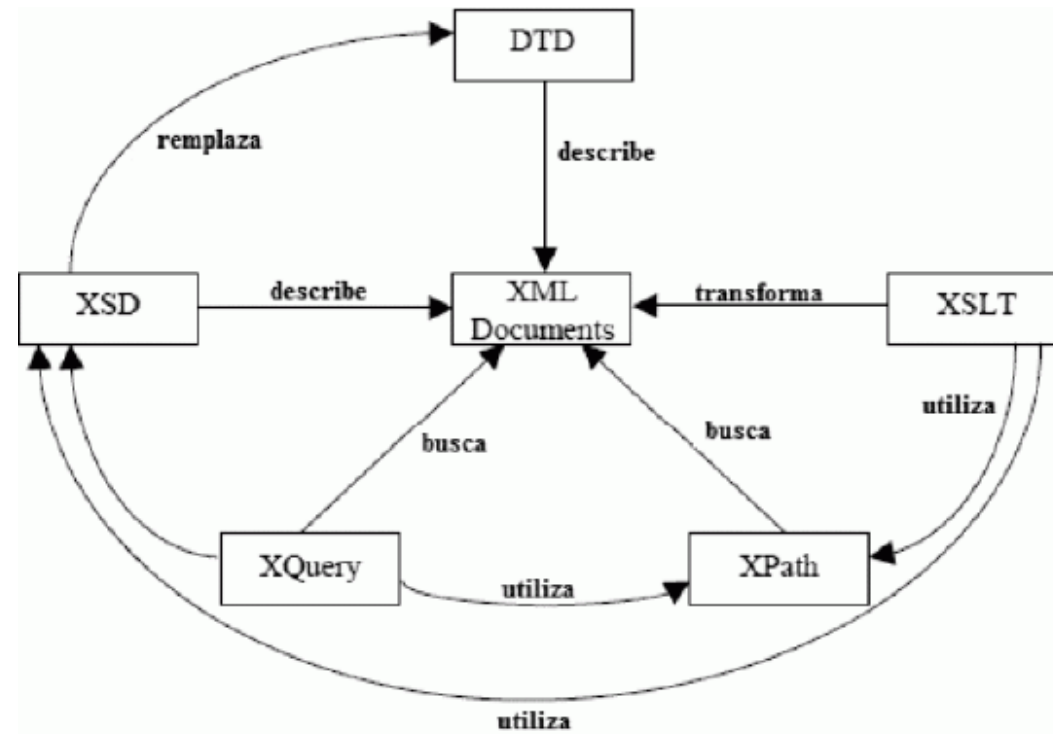 DTD
remplaza
describe
XSD
describe
XML
Documents
transforma
XSLT
utiliza
busca
busca
XQuery
utiliza
XPath
utiliza